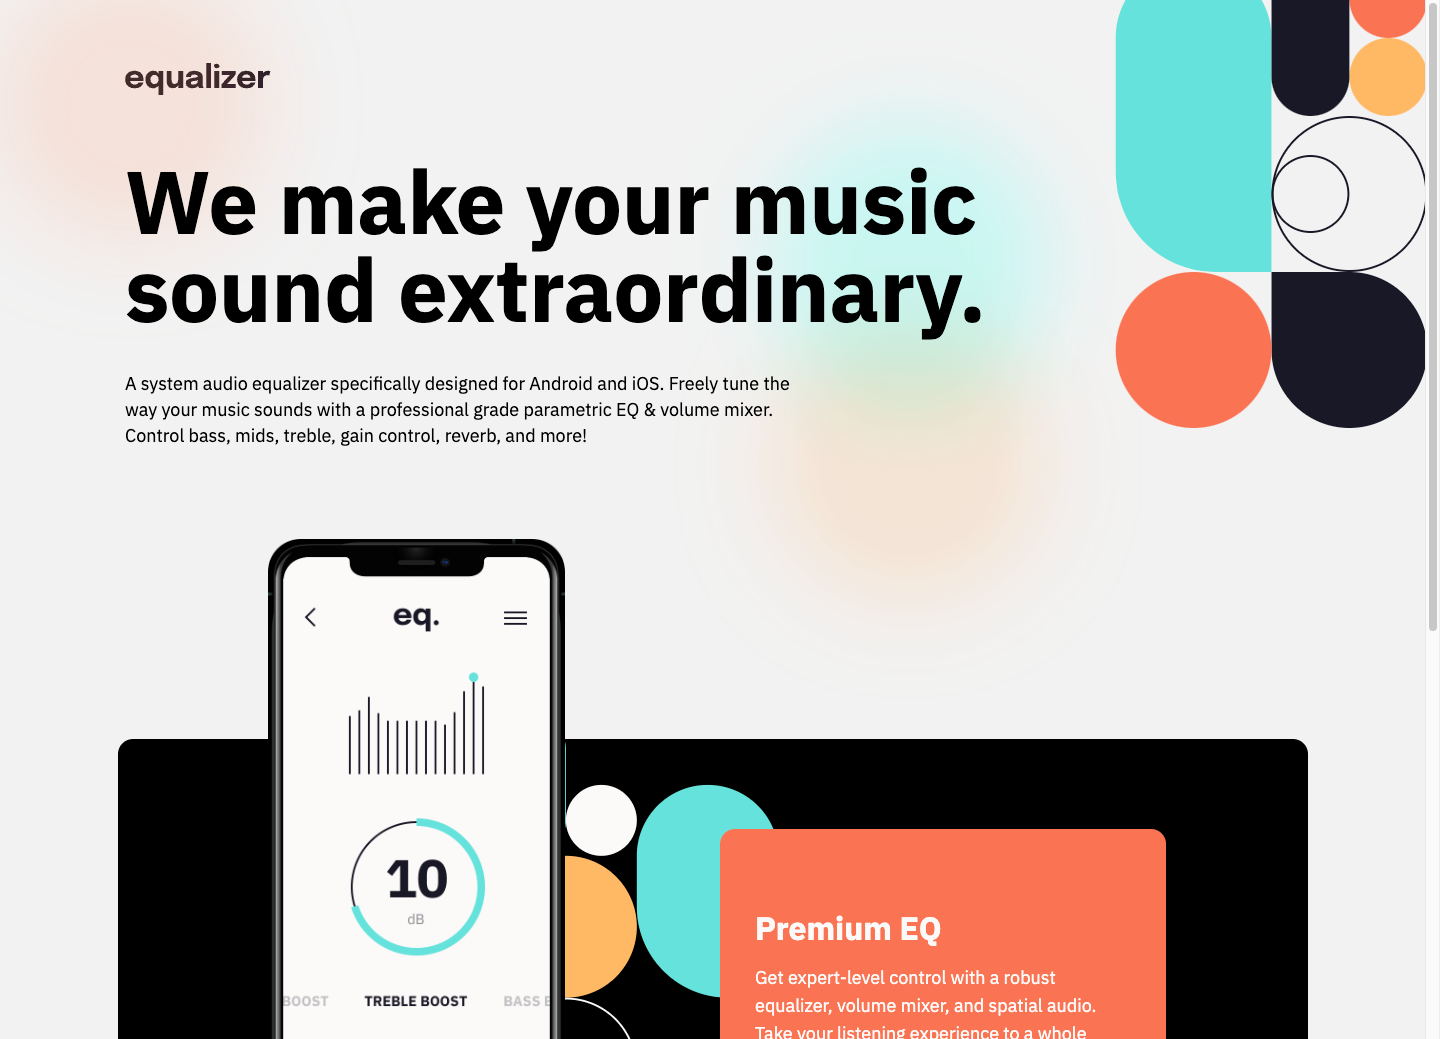 equalizer
We make your music
sound extraordinary.
A system audio equalizer specifically designed for Android and iOS. Freely tune the
way your music sounds with a professional grade parametric EQ & volume mixer.
Control bass, mids, treble, gain control, reverb, and more!
eq.
10
dB
BOOST TREBLE BOOST BASS
Premium EQ
Get expert-level control with a robust
equalizer, volume mixer, and spatial audio.
Take your listening experience to a whole